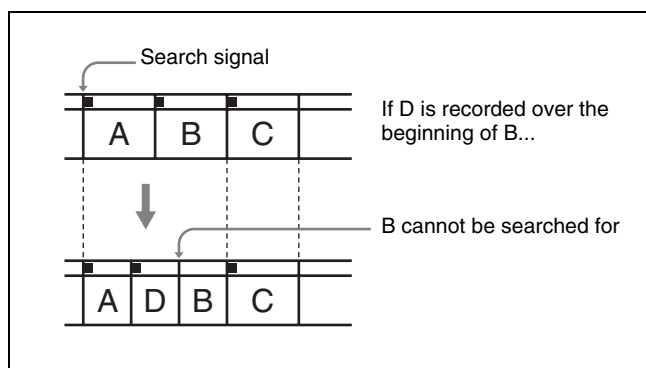 Search signal
A B C
If D is recorded over the
beginning of B...
B cannot be searched for
A D B C